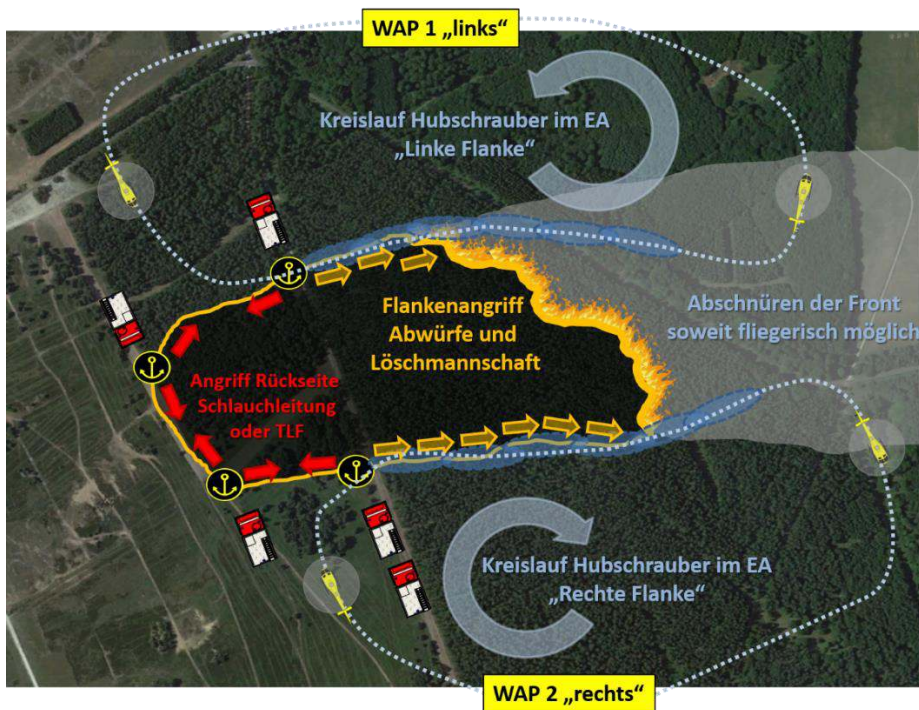 WAP 1 „links“
Kreislauf Hubschrauber im EA
„Linke Flanke“
Flankenangriff
Abwürfe und
Löschmannschaft
Abschnüren der Front
soweit fliegerisch möglich
Angriff Rückseite
Schlauchleitung
oder TLF
Kreislauf Hubschrauber im EA
„Rechte Flanke“
WAP 2 „rechts“